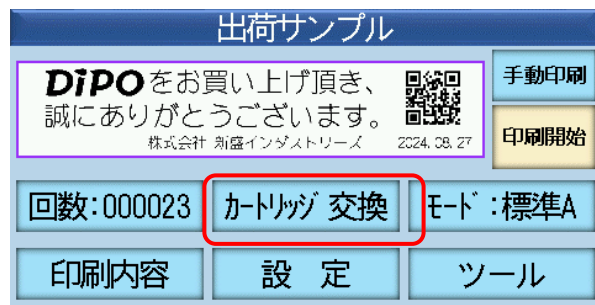 出荷サンプル
DiPOをお買い上げ頂き、
誠にありがとうございます。
株式会社 新盛インダストリーズ 2024.08.27
手動印刷
印刷開始
回数:000023
ｶｰﾄﾘｯｼﾞ 交換
ﾓｰﾄﾞ:標準A
印刷内容
設 定
ツール